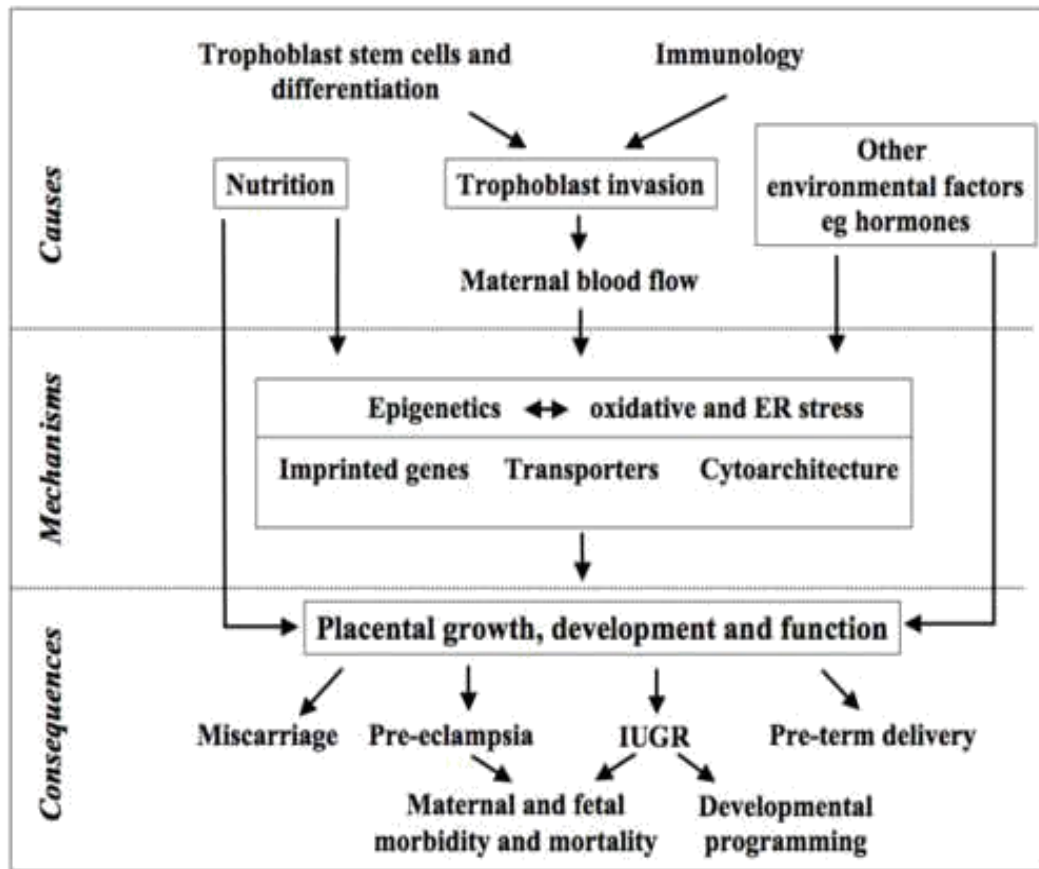 Trophoblast stem cells and
differentiation
Immunology
Causes
Nutrition
Trophoblast invasion
Other
environmental factors
eg hormones
Maternal blood flow
Mechanisms
Epigenetics
oxidative and ER stress
Imprinted genes
Transporters
Cytoarchitecture
Consequences
Placental growth, development and function
Miscarriage
Pre-eclampsia
IUGR
Pre-term delivery
Maternal and fetal
morbidity and mortality
Developmental
programming